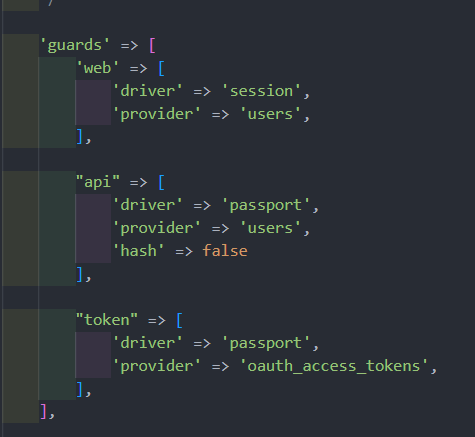 /
'guards' => [
'web' => [
'driver' => 'session',
'provider' => 'users',
],
"api" => [
'driver' => 'passport',
'provider' => 'users',
'hash' => false
],
"token" => [
'driver' => 'passport',
'provider' => 'oauth_access_tokens',
],
],